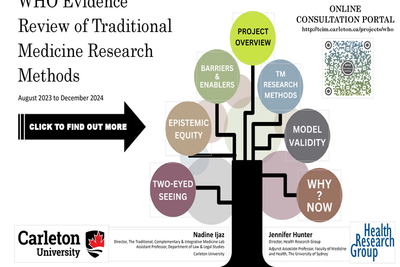 WHO Evidence
Review of Traditional
Medicine Research
Methods
August 2023 to December 2024
CLICK TO FIND OUT MORE
ONLINE
CONSULTATION PORTAL
http://tcim.carleton.ca/projects/who
PROJECT
OVERVIEW
BARRIERS
&
ENABLERS
TM
RESEARCH
METHODS
EPISTEMIC
EQUITY
MODEL
VALIDITY
TWO-EYED
SEEING
WHY
?
NOW
Carleton
University
Nadine Ijaz
Director, The Traditional, Complementary & Integrative Medicine Lab
Assistant Professor, Department of Law & Legal Studies
Carleton University
Jennifer Hunter
Director, Health Research Group
Adjunct Associate Professor, Faculty of Medicine
and Health, The University of Sydney
Health
Research
Group